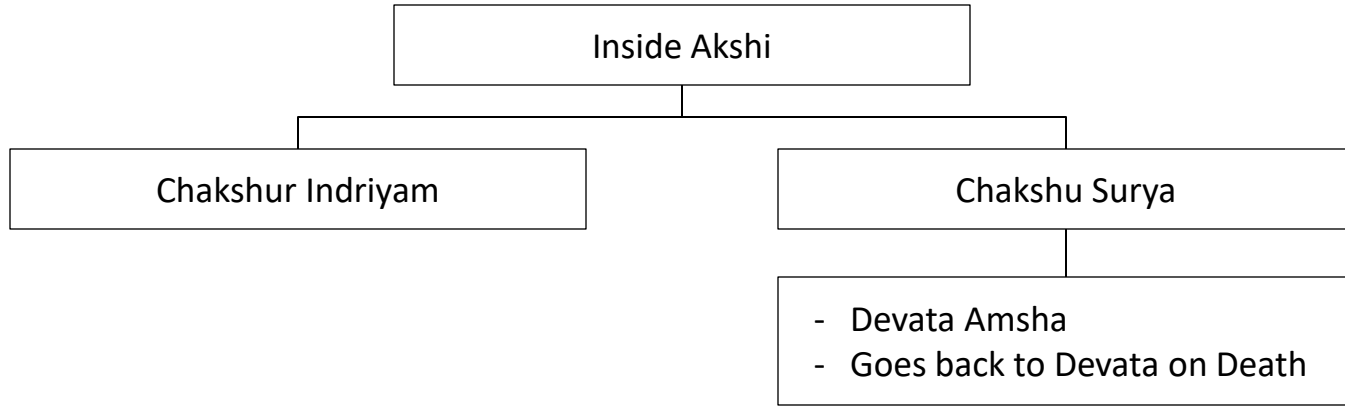 Inside Akshi
Chakshur Indriyam
Chakshu Surya
- Devata Amsha
- Goes back to Devata on Death